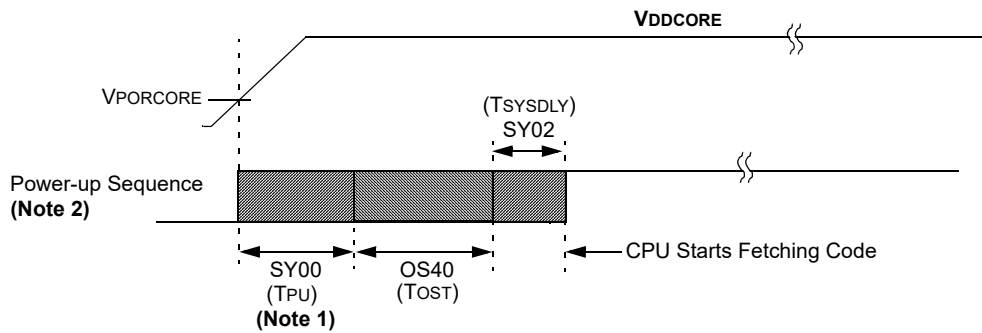 VDDCORE
VPORCORE
(TSYSDLY)
SY02
Power-up Sequence
(Note 2)
CPU Starts Fetching Code
SY00
(TPU)
(Note 1)
OS40
(TOST)